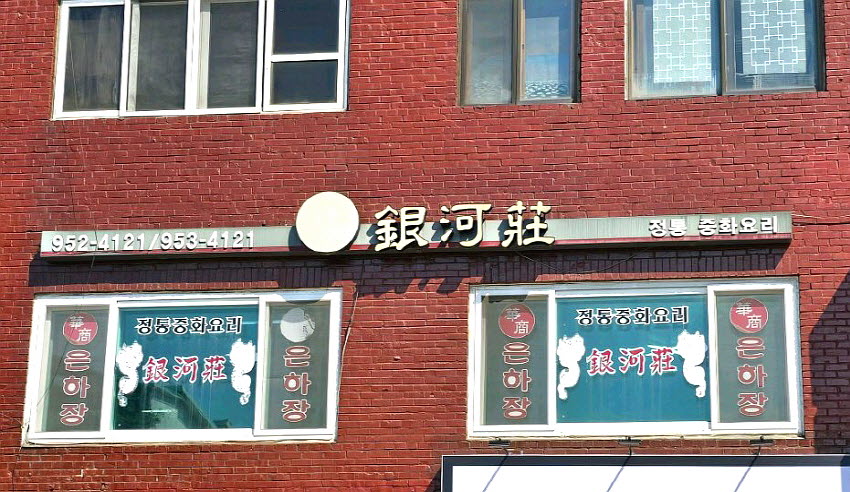 952-4121/953-4121 銀河莊 정통 중화요리
華商 은하장
정통중화요리
銀河莊
은하장
華商 은하장
정통중화요리
銀河莊
華商 은하장